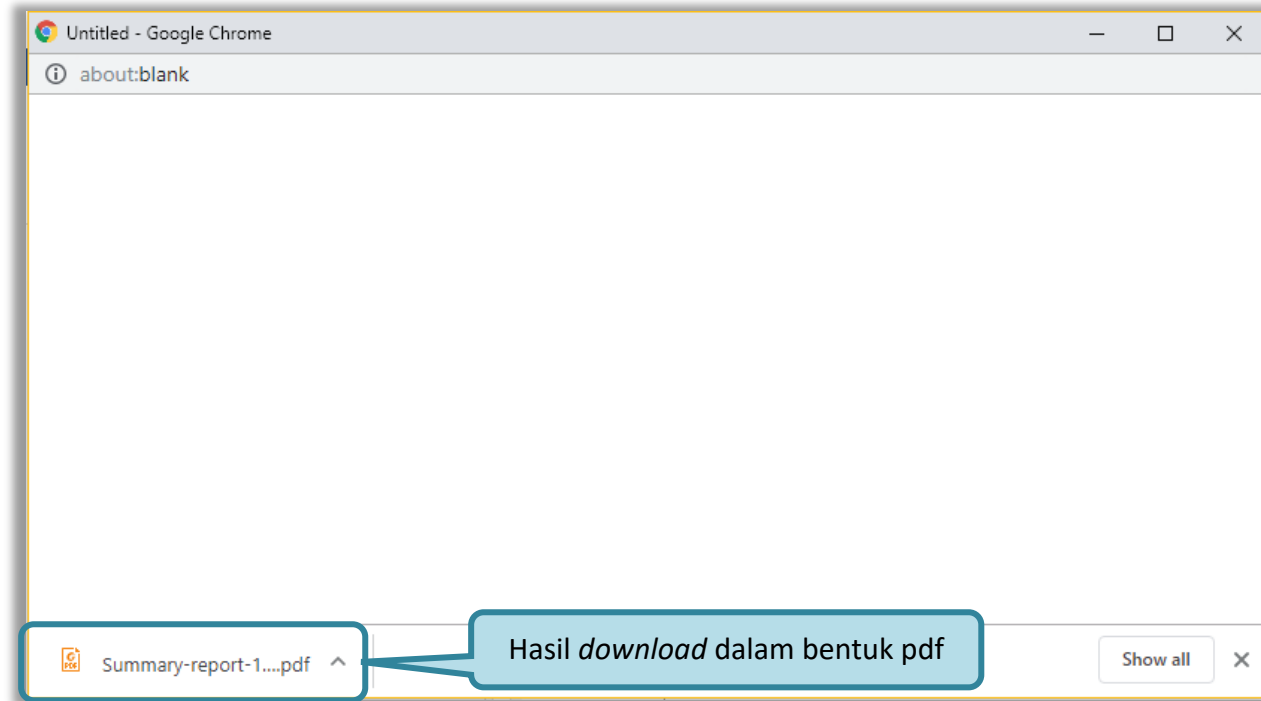 Untitled - Google Chrome
about:blank
Summary-report-1....pdf
Hasil download dalam bentuk pdf
Show all